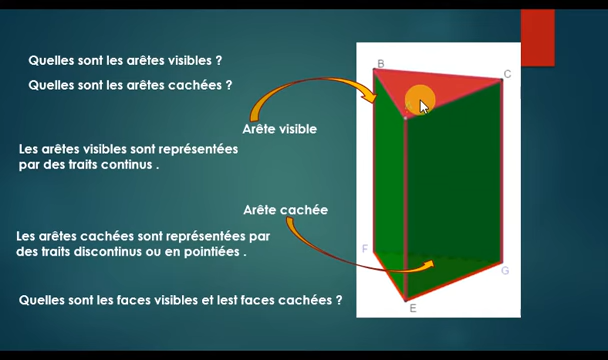 Quelles sont les arêtes visibles ?
Quelles sont les arêtes cachées ?
Arête visible
Les arêtes visibles sont représentées
par des traits continus .
Arête cachée
Les arêtes cachées sont représentées par
des traits discontinus ou en pointiées .
Quelles sont les faces visibles et lest faces cachées ?
B
C
F
G
E